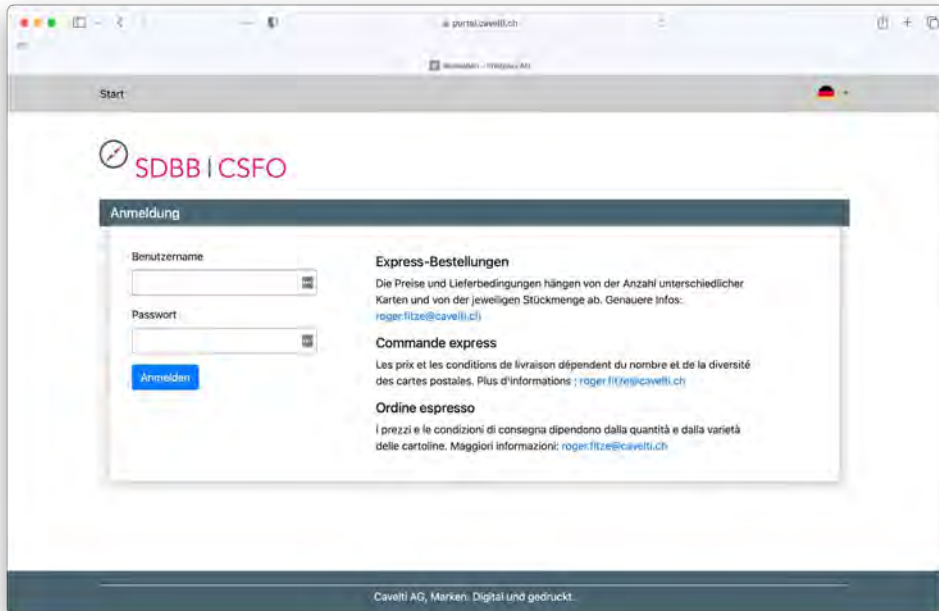 portal.cavelti.ch
Start
SDBB | CSFO
Anmeldung
Benutzername
Passwort
Anmelden
Express-Bestellungen
Die Preise und Lieferbedingungen hängen von der Anzahl unterschiedlicher
Karten und von der jeweiligen Stückmenge ab. Genauere Infos:
roger.fitze@cavelti.ch
Commande express
Les prix et les conditions de livraison dépendent du nombre et de la diversité
des cartes postales. Plus d'informations : roger.fitze@cavelti.ch
Ordine espresso
I prezzi e le condizioni di consegna dipendono dalla quantità e dalla varietà
delle cartoline. Maggiori informazioni: roger.fitze@cavelti.ch
Cavelti AG, Marken. Digital und gedruckt.